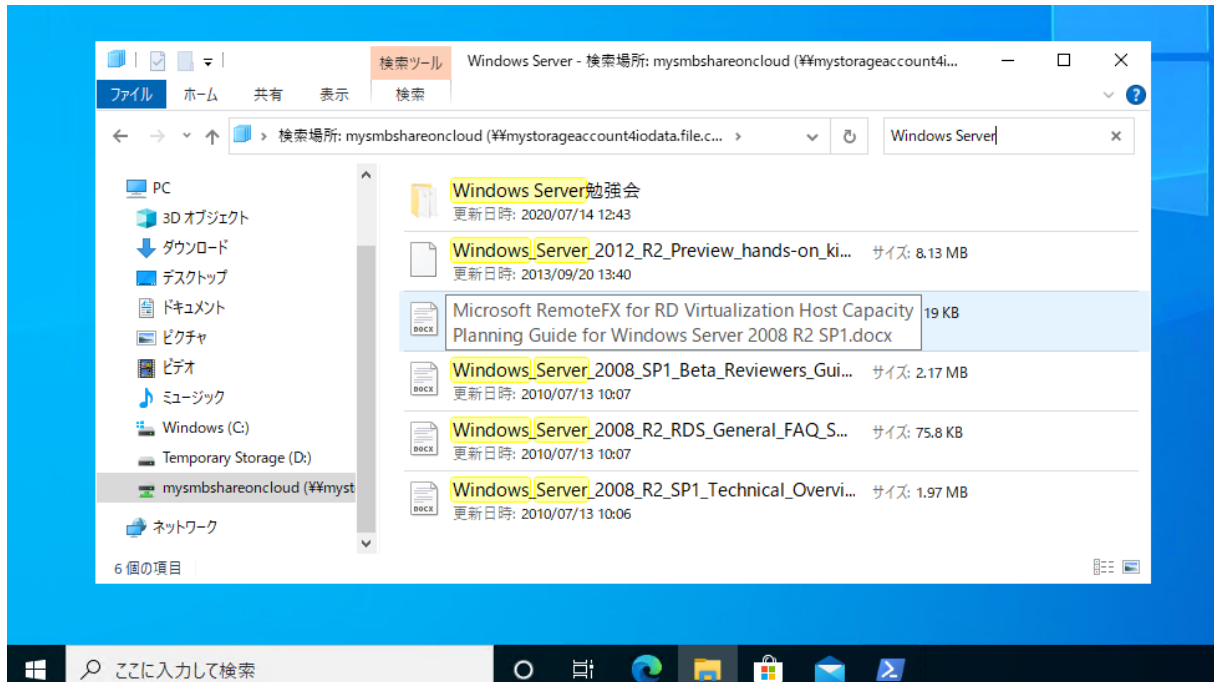 検索ツール
Windows Server - 検索場所: mysmbshareoncloud (¥¥mystorageaccount4i...
ファイル ホーム 共有 表示 検索
検索場所: mysmbshareoncloud (¥¥mystorageaccount4iodata.file.c...
Windows Server
PC
3D オブジェクト
ダウンロード
デスクトップ
ドキュメント
ピクチャ
ビデオ
ミュージック
Windows (C:)
Temporary Storage (D:)
mysmbshareoncloud (¥¥myst
ネットワーク
Windows Server勉強会
更新日時: 2020/07/14 12:43
Windows_Server_2012_R2_Preview_hands-on_ki... サイズ: 8.13 MB
更新日時: 2013/09/20 13:40
Microsoft RemoteFX for RD Virtualization Host Capacity
Planning Guide for Windows Server 2008 R2 SP1.docx
19 KB
DOCX
Windows_Server_2008_SP1_Beta_Reviewers_Gui... サイズ: 2.17 MB
更新日時: 2010/07/13 10:07
DOCX
Windows_Server_2008_R2_RDS_General_FAQ_S... サイズ: 75.8 KB
更新日時: 2010/07/13 10:07
DOCX
Windows_Server_2008_R2_SP1_Technical_Overvi... サイズ: 1.97 MB
更新日時: 2010/07/13 10:06
DOCX
6 個の項目
ここに入力して検索